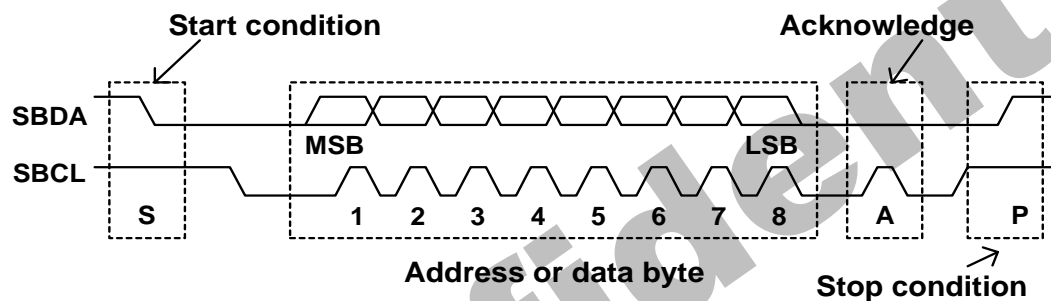 Start condition
Acknowledge
SBDA
MSB
LSB
SBCL
S
1 2 3 4 5 6 7 8
A
P
Address or data byte
Stop condition